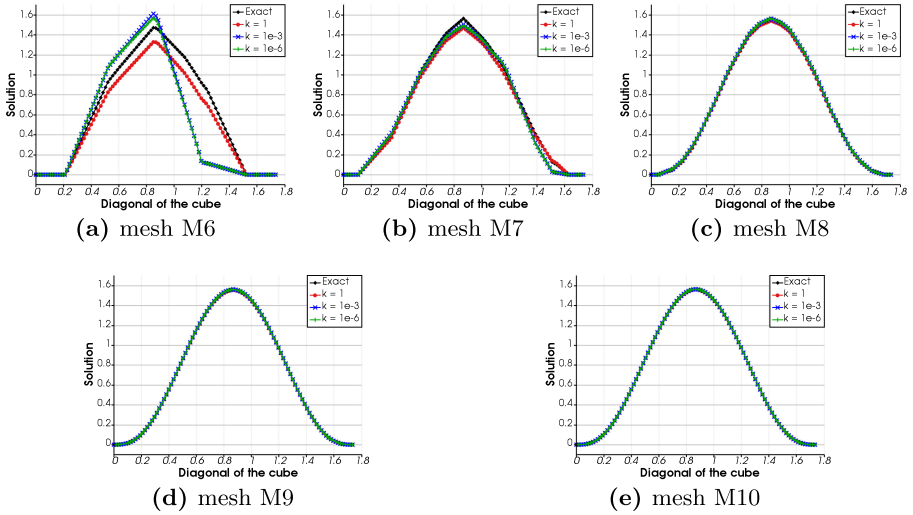 Solution
1.6
1.4
1.2
1
0.8
0.6
0.4
0.2
0
0 0.2 0.4 0.6 0.8 1 1.2 1.4 1.6 1.8
Diagonal of the cube
Exact
k = 1
k = 1e-3
k = 1e-6
(a) mesh M6
Solution
1.6
1.4
1.2
1
0.8
0.6
0.4
0.2
0
0 0.2 0.4 0.6 0.8 1 1.2 1.4 1.6 1.8
Diagonal of the cube
Exact
k = 1
k = 1e-3
k = 1e-6
(b) mesh M7
Solution
1.6
1.4
1.2
1
0.8
0.6
0.4
0.2
0
0 0.2 0.4 0.6 0.8 1 1.2 1.4 1.6 1.8
Diagonal of the cube
Exact
k = 1
k = 1e-3
k = 1e-6
(c) mesh M8
Solution
1.6
1.4
1.2
1
0.8
0.6
0.4
0.2
0
0 0.2 0.4 0.6 0.8 1 1.2 1.4 1.6 1.8
Diagonal of the cube
Exact
k = 1
k = 1e-3
k = 1e-6
(d) mesh M9
Solution
1.6
1.4
1.2
1
0.8
0.6
0.4
0.2
0
0 0.2 0.4 0.6 0.8 1 1.2 1.4 1.6 1.8
Diagonal of the cube
Exact
k = 1
k = 1e-3
k = 1e-6
(e) mesh M10